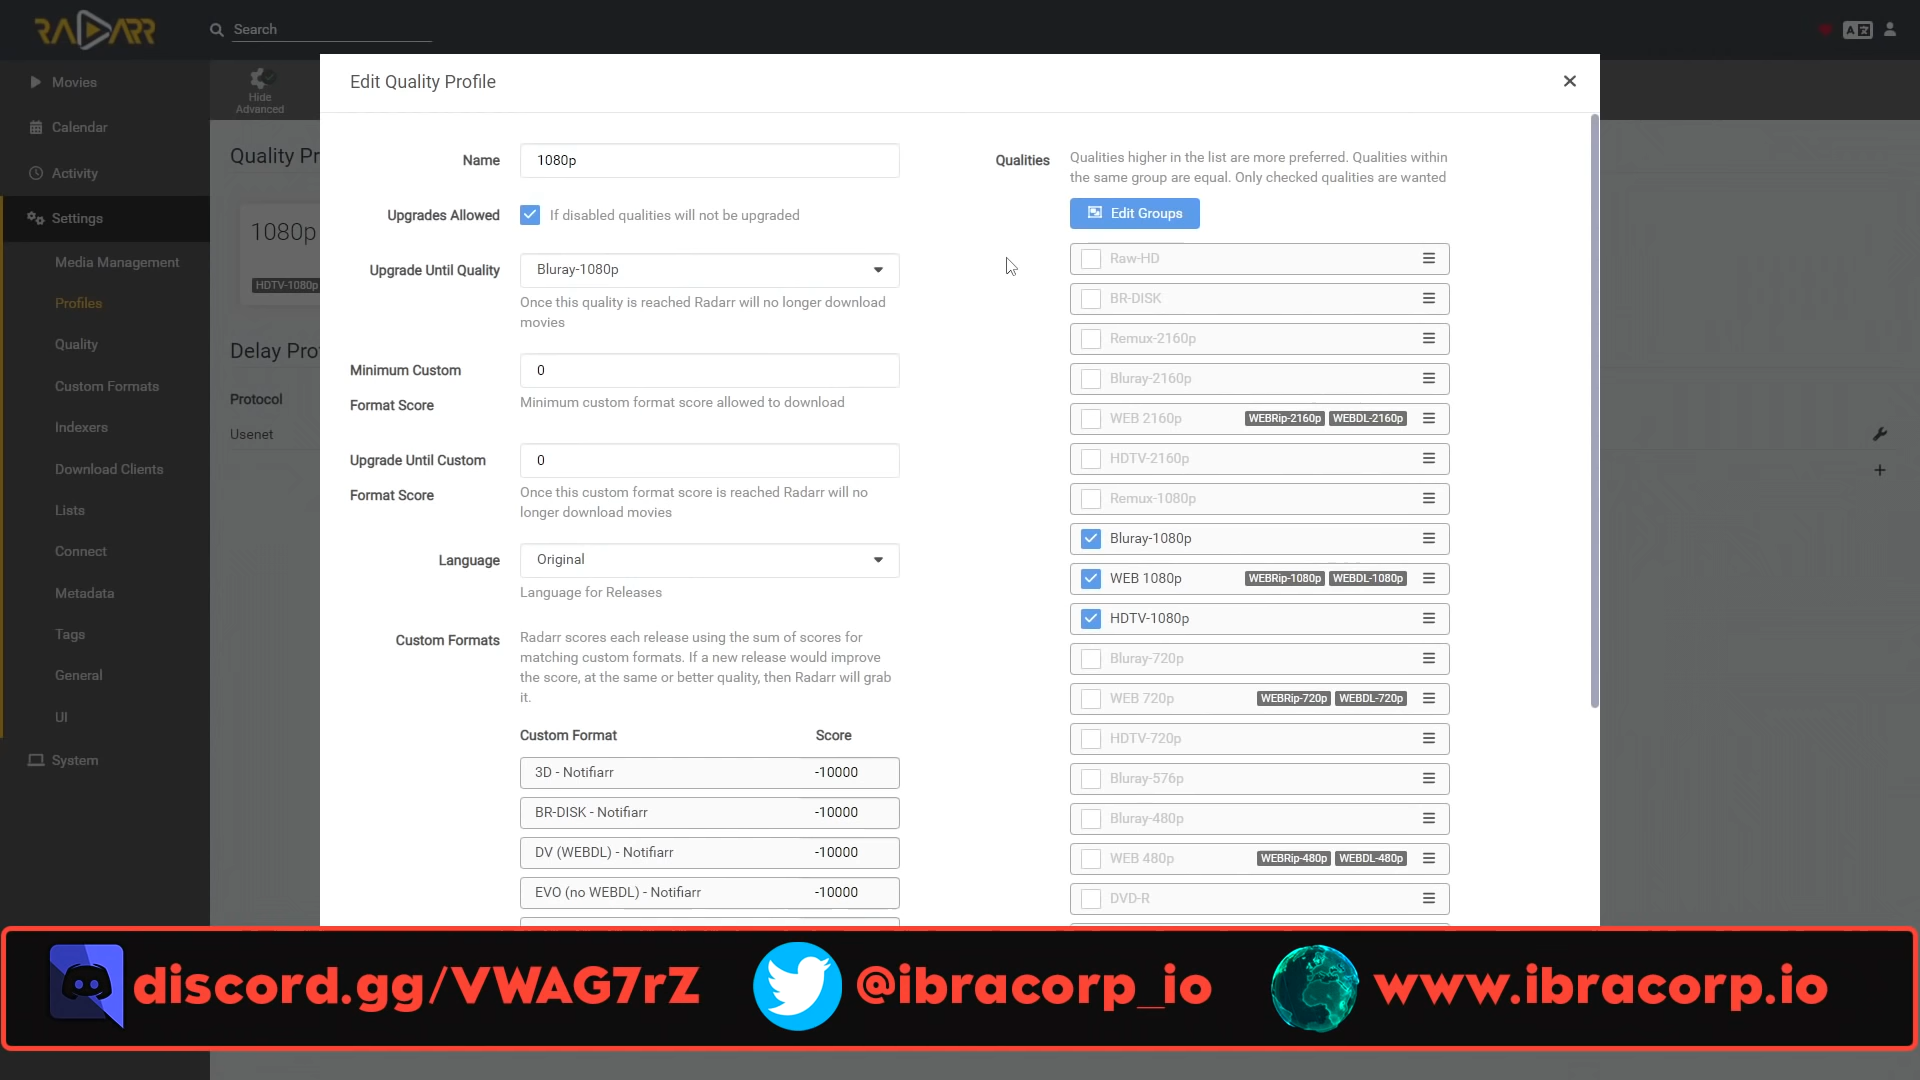 RADARR
Search
Movies
Calendar
Activity
Settings
Media Management
Profiles
Quality
Custom Formats
Indexers
Download Clients
Lists
Connect
Metadata
Tags
General
UI
System
Hide
Advanced
Quality Pr
1080p
HDTV-1080p
Delay Pro
Protocol
Usenet
Edit Quality Profile
Name
1080p
Upgrades Allowed
If disabled qualities will not be upgraded
Upgrade Until Quality
Bluray-1080p
Once this quality is reached Radarr will no longer download
movies
Minimum Custom
Format Score
0
Minimum custom format score allowed to download
Upgrade Until Custom
Format Score
0
Once this custom format score is reached Radarr will no
longer download movies
Language
Original
Language for Releases
Custom Formats
Radarr scores each release using the sum of scores for
matching custom formats. If a new release would improve
the score, at the same or better quality, then Radarr will grab
it.
Custom Format Score
3D - Notifiarr -10000
BR-DISK - Notifiarr -10000
DV (WEBDL) - Notifiarr -10000
EVO (no WEBDL) - Notifiarr -10000
Qualities
Qualities higher in the list are more preferred. Qualities within
the same group are equal. Only checked qualities are wanted
Edit Groups
Raw-HD
BR-DISK
Remux-2160p
Bluray-2160p
WEB 2160p WEBRip-2160p WEBDL-2160p
HDTV-2160p
Remux-1080p
Bluray-1080p
WEB 1080p WEBRip-1080p WEBDL-1080p
HDTV-1080p
Bluray-720p
WEB 720p WEBRip-720p WEBDL-720p
HDTV-720p
Bluray-576p
Bluray-480p
WEB 480p WEBRip-480p WEBDL-480p
DVD-R
discord.gg/VWAG7rZ @ibracorp_io www.ibracorp.io